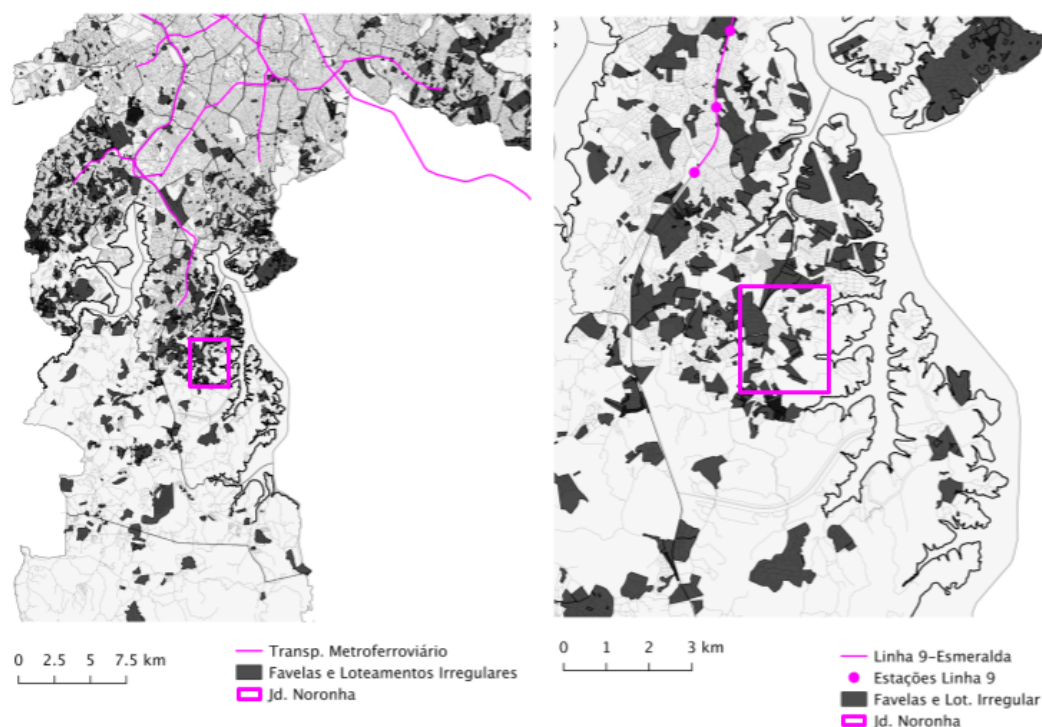 0 2.5 5 7.5 km
Transp. Metroferroviário
Favelas e Loteamentos Irregulares
Jd. Noronha
0 1 2 3 km
Linha 9-Esmeralda
Estações Linha 9
Favelas e Lot. Irregular
Jd. Noronha